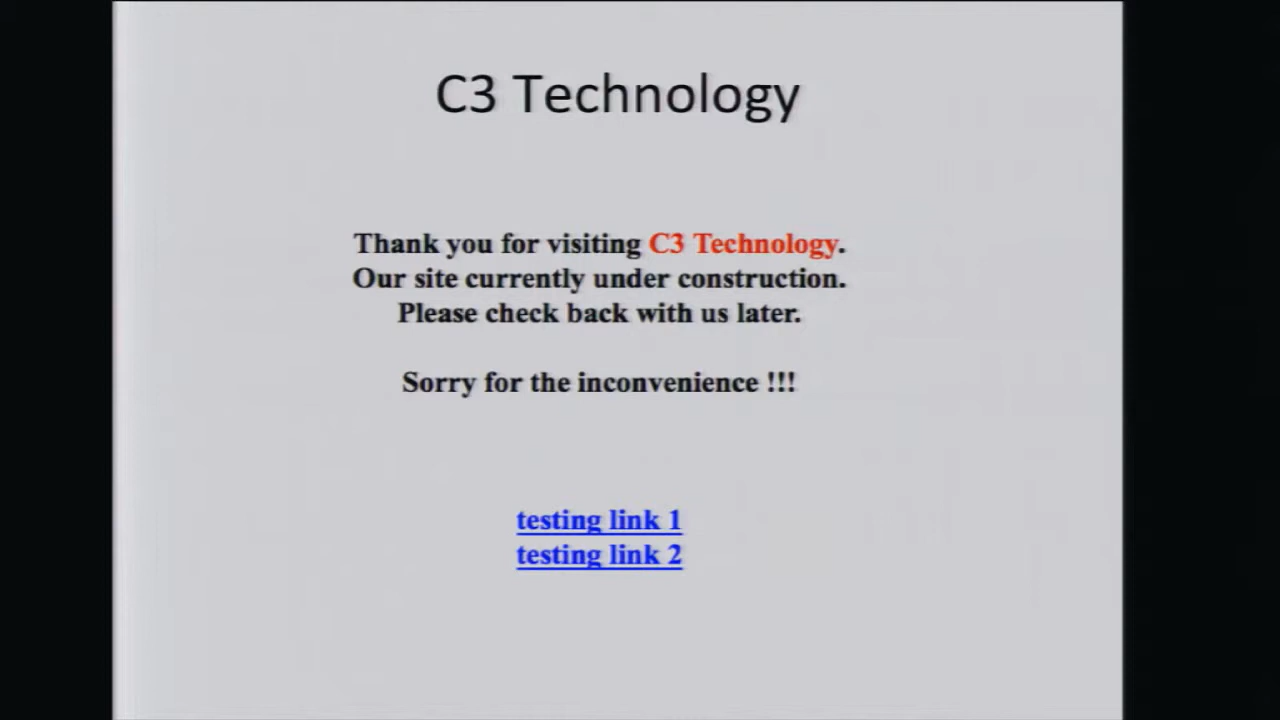 C3 Technology
Thank you for visiting C3 Technology.
Our site currently under construction.
Please check back with us later.
Sorry for the inconvenience !!!
testing link 1
testing link 2